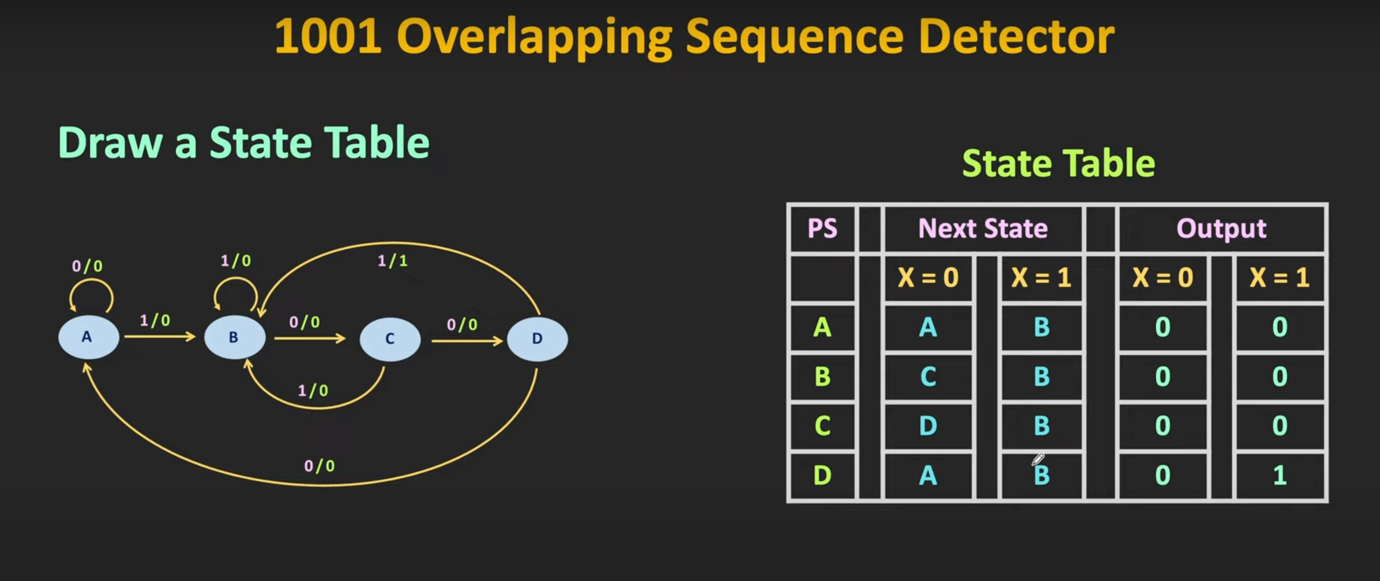 1001 Overlapping Sequence Detector
Draw a State Table
0/0
1/0
1/0
0/0
1/1
0/0
1/0
0/0
A
B
C
D
State Table
PS Next State Output
X = 0 X = 1 X = 0 X = 1
A A B 0 0
B C B 0 0
C D B 0 0
D A B 0 1